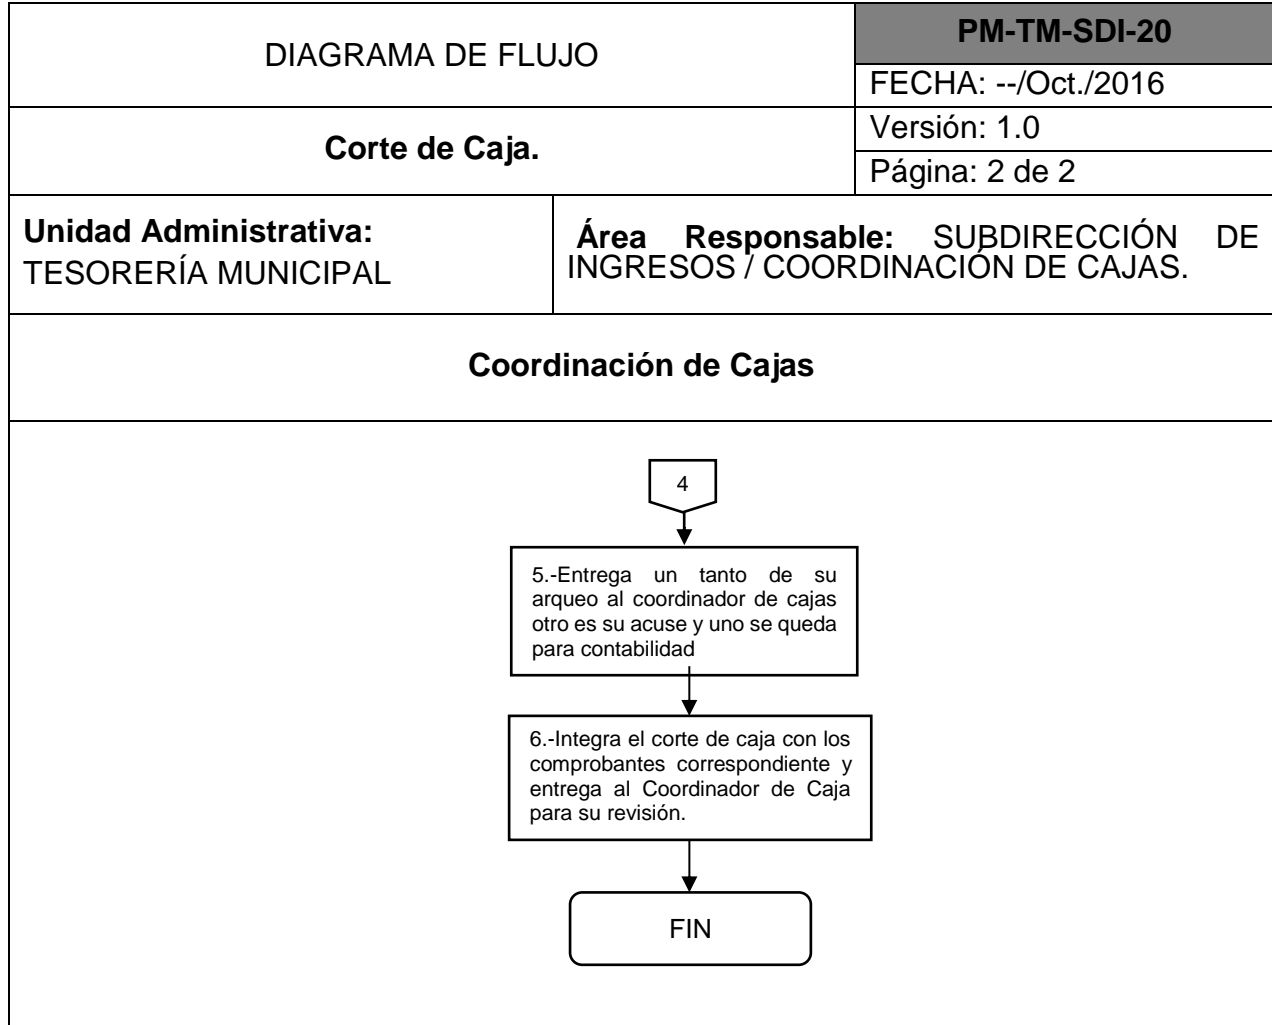 DIAGRAMA DE FLUJO
PM-TM-SDI-20
FECHA: --/Oct./2016
Corte de Caja.
Versión: 1.0
Página: 2 de 2
Unidad Administrativa:
TESORERÍA MUNICIPAL
Área Responsable: SUBDIRECCIÓN DE
INGRESOS / COORDINACIÓN DE CAJAS.
Coordinación de Cajas
4
5.-Entrega un tanto de su
arqueo al coordinador de cajas
otro es su acuse y uno se queda
para contabilidad
6.-Integra el corte de caja con los
comprobantes correspondiente y
entrega al Coordinador de Caja
para su revisión.
FIN